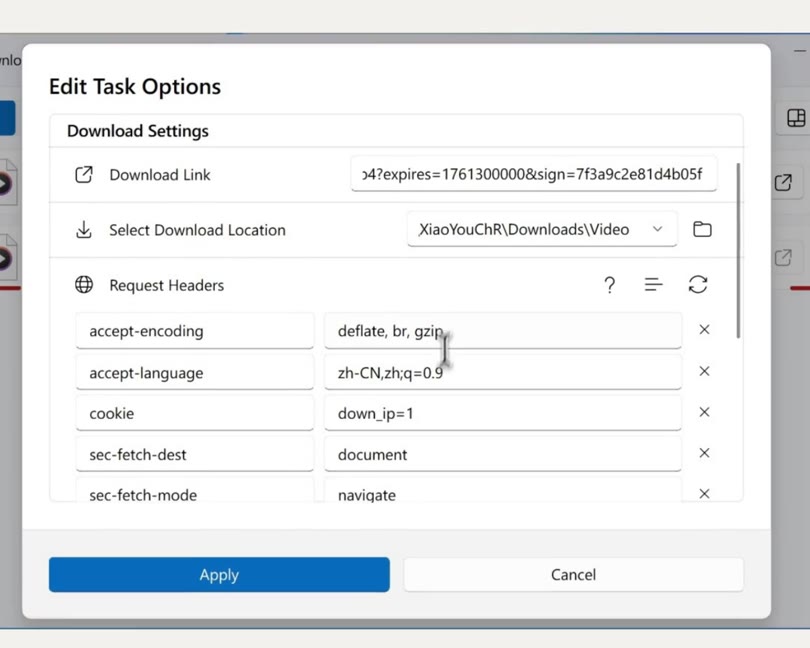 Edit Task Options
Download Settings
Download Link
4?expires=1761300000&sign=7f3a9c2e81d4b05f
Select Download Location
XiaoYouChR\Downloads\Video
Request Headers
?
accept-encoding
deflate, br, gzip
accept-language
zh-CN,zh;q=0.9
cookie
down_ip=1
sec-fetch-dest
document
sec-fetch-mode
navigate
Apply
Cancel